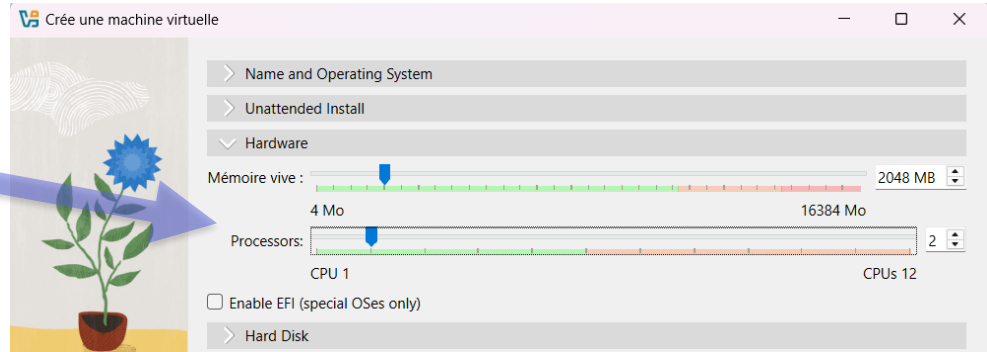 Crée une machine virtuelle
Name and Operating System
Unattended Install
Hardware
Mémoire vive : 2048 MB
4 Mo 16384 Mo
Processors: 2
CPU 1 CPUs 12
Enable EFI (special OSes only)
Hard Disk